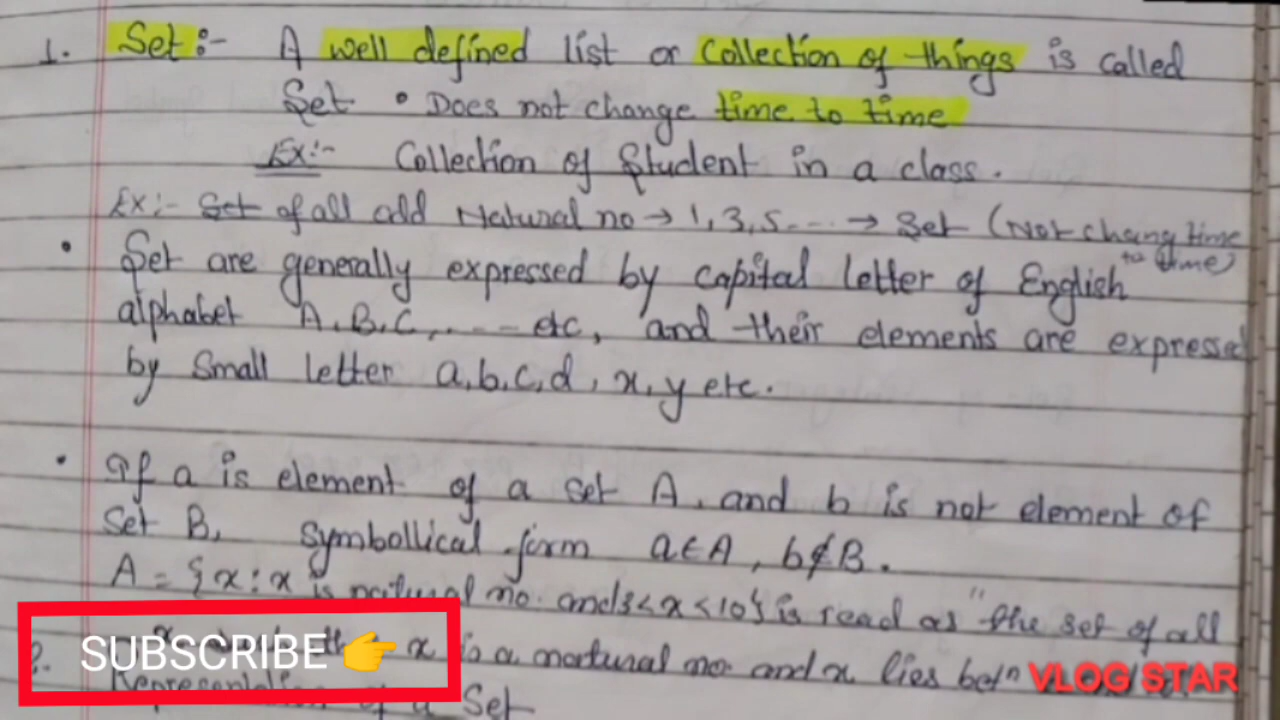 1. Set :- A well defined list or Collection of things is called
Set • Does not change time to time
Ex:- Collection of Student in a class.
Ex:- Set of all odd Natural no → 1, 3, 5.... → Set (Not chang time
to time)
• Set are generally expressed by capital letter of English
alphabet A, B, C, .... etc, and their elements are expressed
by Small letter a, b, c, d, x, y etc.
• If a is element of a set A, and b is not element of
Set B, Symbollical form a∈A, b∉B.
A = {x : x is natural no. and 3<x<10} is read as "the set of all
x is a natural no and x lies betn
2. Representation of a Set
SUBSCRIBE 👉
VLOG STAR